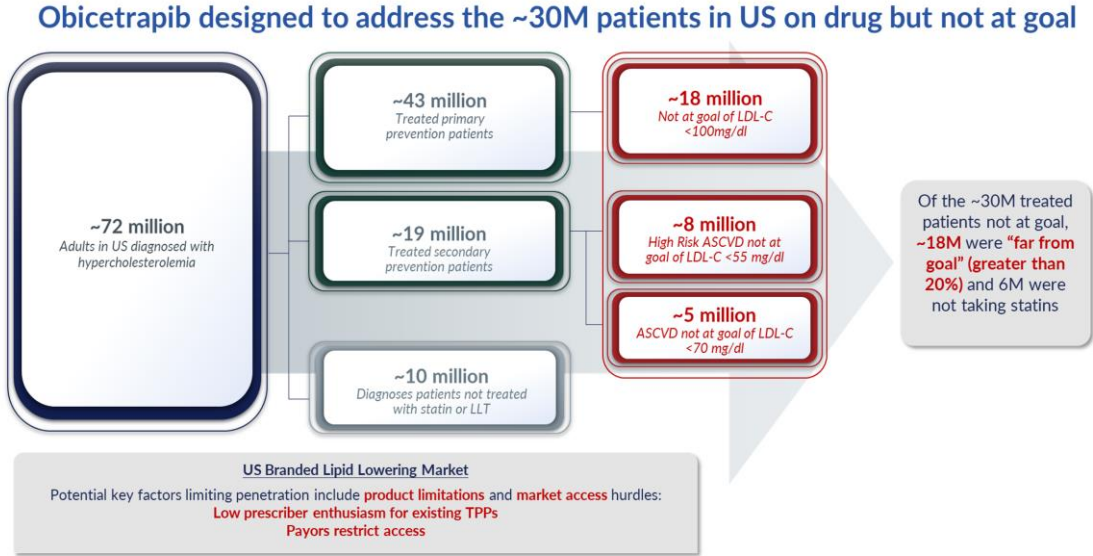 Obicetrapib designed to address the ~30M patients in US on drug but not at goal
~72 million
Adults in US diagnosed with
hypercholesterolemia
~43 million
Treated primary
prevention patients
~19 million
Treated secondary
prevention patients
~10 million
Diagnoses patients not treated
with statin or LLT
~18 million
Not at goal of LDL-C
<100mg/dl
~8 million
High Risk ASCVD not at
goal of LDL-C <55 mg/dl
~5 million
ASCVD not at goal of LDL-C
<70 mg/dl
Of the ~30M treated
patients not at goal,
~18M were “far from
goal” (greater than
20%) and 6M were
not taking statins
US Branded Lipid Lowering Market
Potential key factors limiting penetration include product limitations and market access hurdles:
Low prescriber enthusiasm for existing TPPs
Payors restrict access